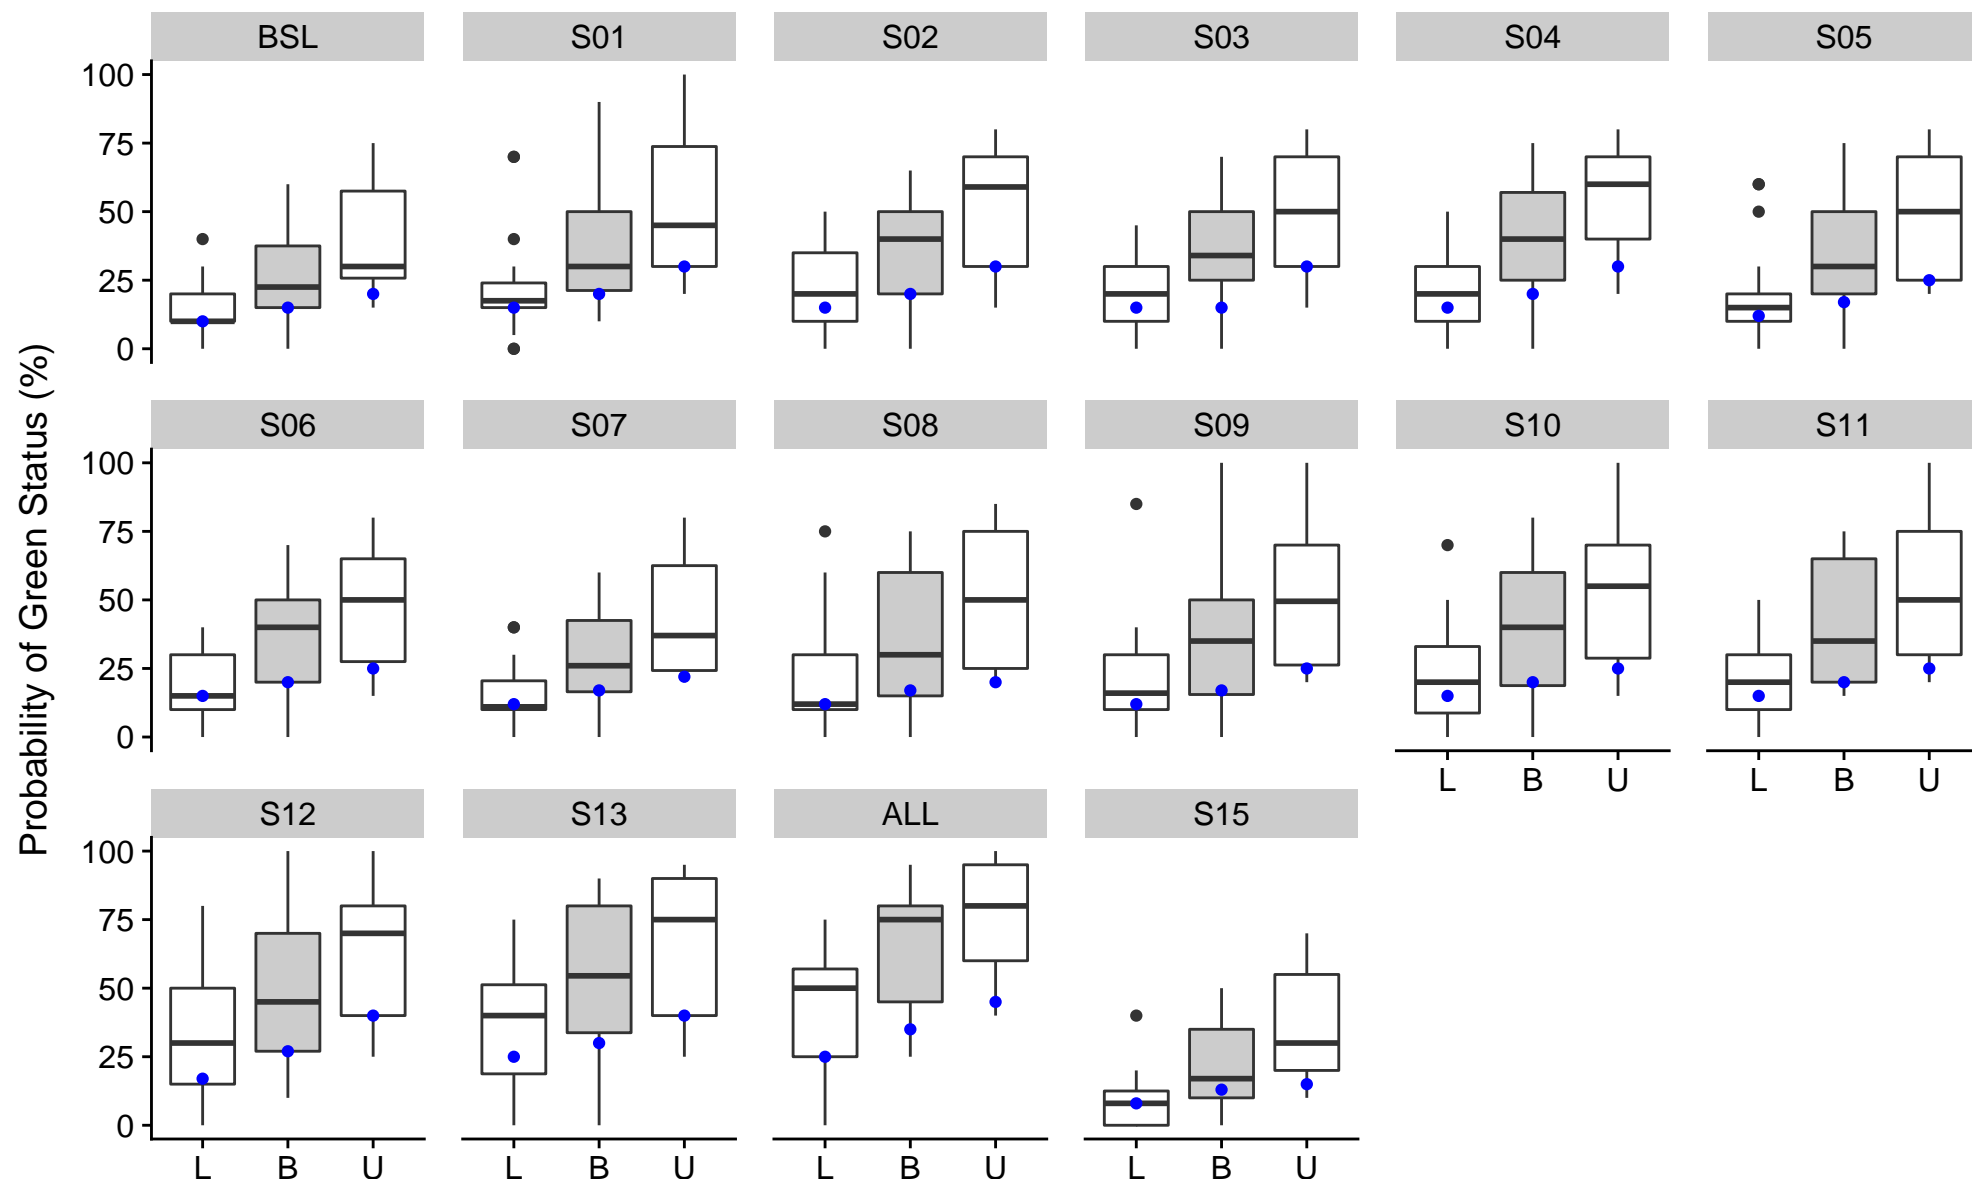 BSL S01 S02 S03 S04 S05
100
75
50
25
0
Probability of Green Status (%)
S06 S07 S08 S09 S10 S11
100
75
50
25
0
L B U L B U
S12 S13 ALL S15
100
75
50
25
0
L B U L B U L B U L B U